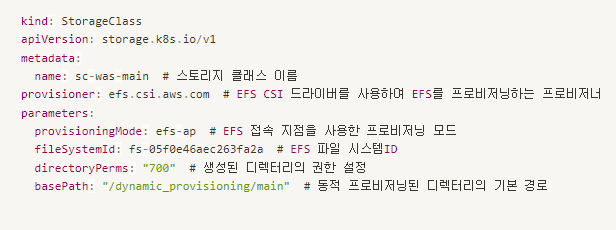 kind: StorageClass
apiVersion: storage.k8s.io/v1
metadata:
  name: sc-was-main  # 스토리지 클래스 이름
provisioner: efs.csi.aws.com  # EFS CSI 드라이버를 사용하여 EFS를 프로비저닝하는 프로비저너
parameters:
  provisioningMode: efs-ap  # EFS 접속 지점을 사용한 프로비저닝 모드
  fileSystemId: fs-05f0e46aec263fa2a  # EFS 파일 시스템ID
  directoryPerms: "700"  # 생성된 디렉터리의 권한 설정
  basePath: "/dynamic_provisioning/main"  # 동적 프로비저닝된 디렉터리의 기본 경로